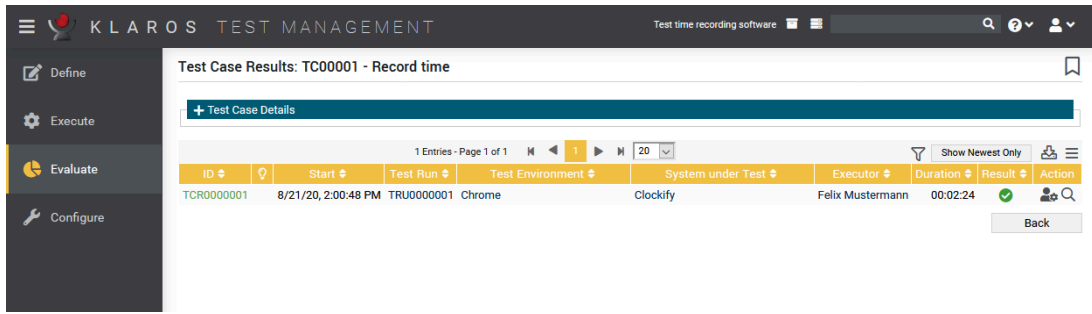 KLAROS TEST MANAGEMENT
Test time recording software
Define
Execute
Evaluate
Configure
Test Case Results: TC00001 - Record time
Test Case Details
1 Entries - Page 1 of 1 1 20 Show Newest Only
ID Start Test Run Test Environment System under Test Executor Duration Result Action
TCR0000001 8/21/20, 2:00:48 PM TRU0000001 Chrome Clockify Felix Mustermann 00:02:24
Back